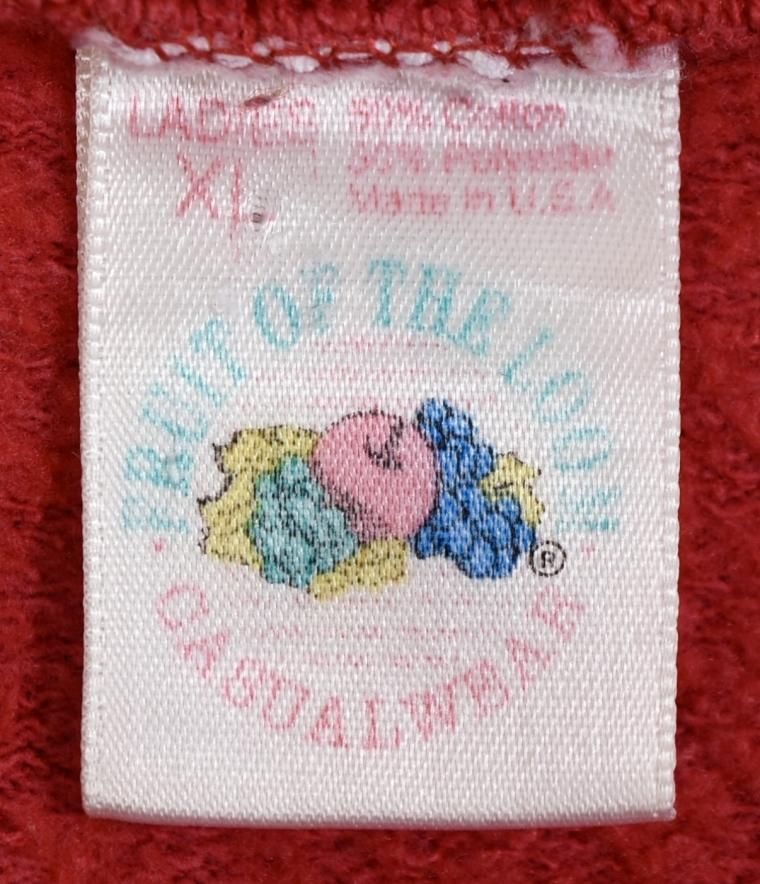 LADIES
XL
50% Cotton
50% Polyester
Made in U.S.A
FRUIT OF THE LOOM
®
CASUALWEAR